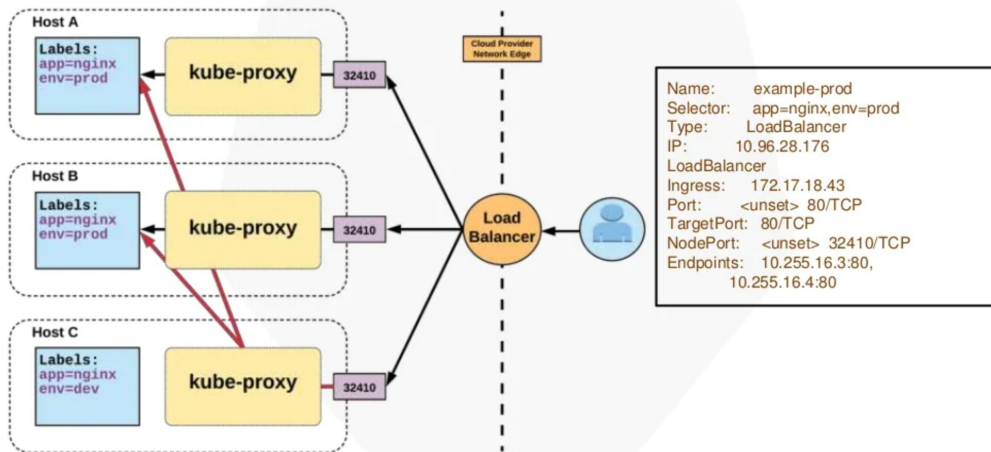 Host A
Labels:
app=nginx
env=prod
kube-proxy
32410
Host B
Labels:
app=nginx
env=prod
kube-proxy
32410
Host C
Labels:
app=nginx
env=dev
kube-proxy
32410
Cloud Provider
Network Edge
Load
Balancer
Name: example-prod
Selector: app=nginx,env=prod
Type: LoadBalancer
IP: 10.96.28.176
LoadBalancer
Ingress: 172.17.18.43
Port: <unset> 80/TCP
TargetPort: 80/TCP
NodePort: <unset> 32410/TCP
Endpoints: 10.255.16.3:80,
10.255.16.4:80